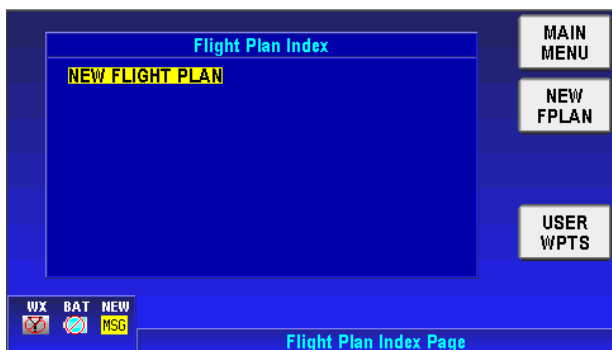 Flight Plan Index
NEW FLIGHT PLAN
MAIN
MENU
NEW
FPLAN
USER
WPTS
WX BAT NEW
MSG
Flight Plan Index Page